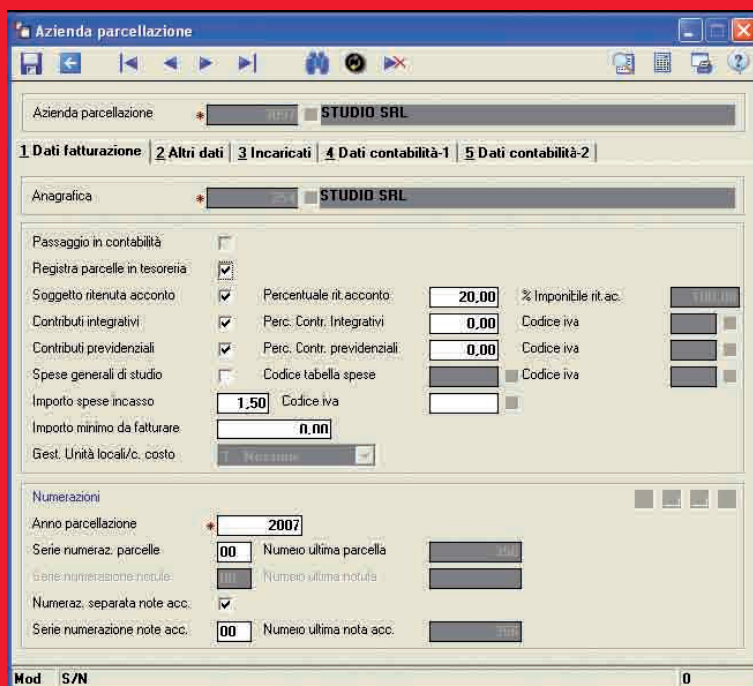 Azienda parcellazione
Azienda parcellazione * STUDIO SRL
1 Dati fatturazione 2 Altri dati 3 Incaricati 4 Dati contabilità-1 5 Dati contabilità-2
Anagrafica * 254 STUDIO SRL
Passaggio in contabilità
Registra parcelle in tesoreria
Soggetto ritenuta acconto Percentuale rit.acconto 20,00 % Imponibile rit.ac. 100,00
Contributi integrativi Perc. Contr. Integrativi 0,00 Codice iva
Contributi previdenziali Perc. Contr. previdenziali 0,00 Codice iva
Spese generali di studio Codice tabella spese Codice iva
Importo spese incasso 1,50 Codice iva
Importo minimo da fatturare 0,00
Gest. Unità locali/c. costo Nessuno
Numerazioni
Anno parcellazione * 2007
Serie numeraz. parcelle 00 Numero ultima parcella 356
Serie numerazione notule 00 Numero ultima notula
Numeraz. separata note acc.
Serie numerazione note acc. 00 Numero ultima nota acc.
Mod S/N 0